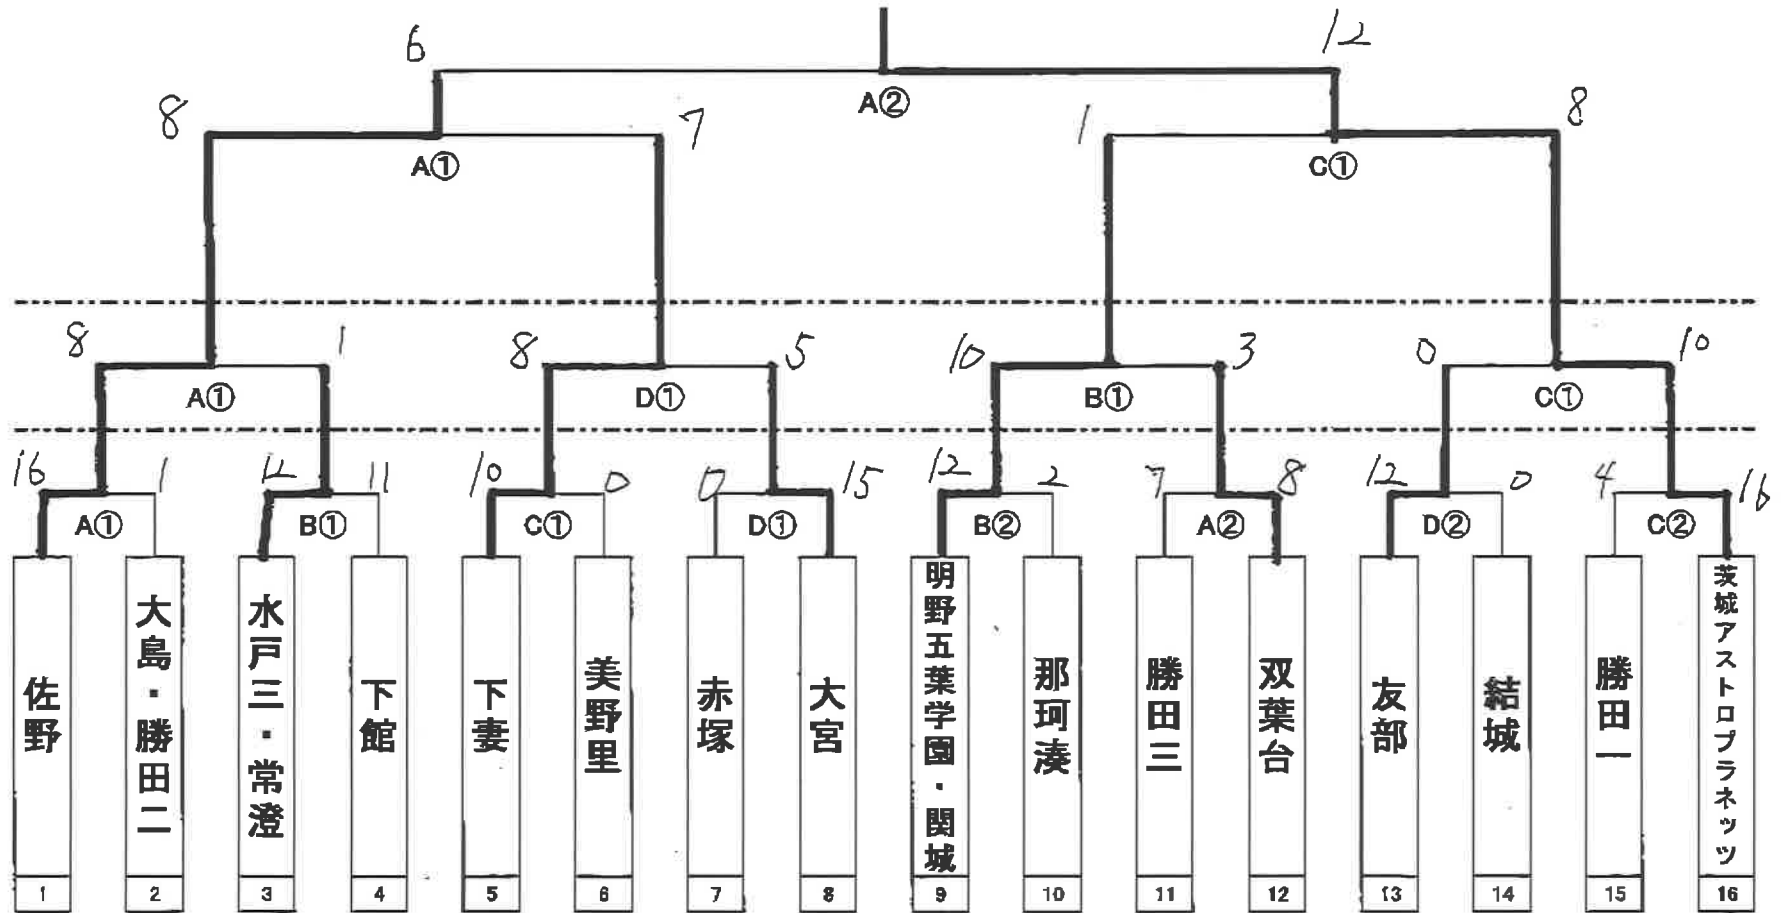 6 12
A②
8 7 1 8
A① C①
8 1 8 5 10 3 0 10
A① D① B① C①
16 1 12 11 10 0 0 15 12 2 7 8 12 0 4 16
A① B① C① D① B② A② D② C②
佐野
大島・勝田二
水戸三・常澄
下館
下妻
美野里
赤塚
大宮
明野五葉学園・関城
那珂湊
勝田三
双葉台
友部
結城
勝田一
茨城アストロプラネッツ
1 2 3 4 5 6 7 8 9 10 11 12 13 14 15 16